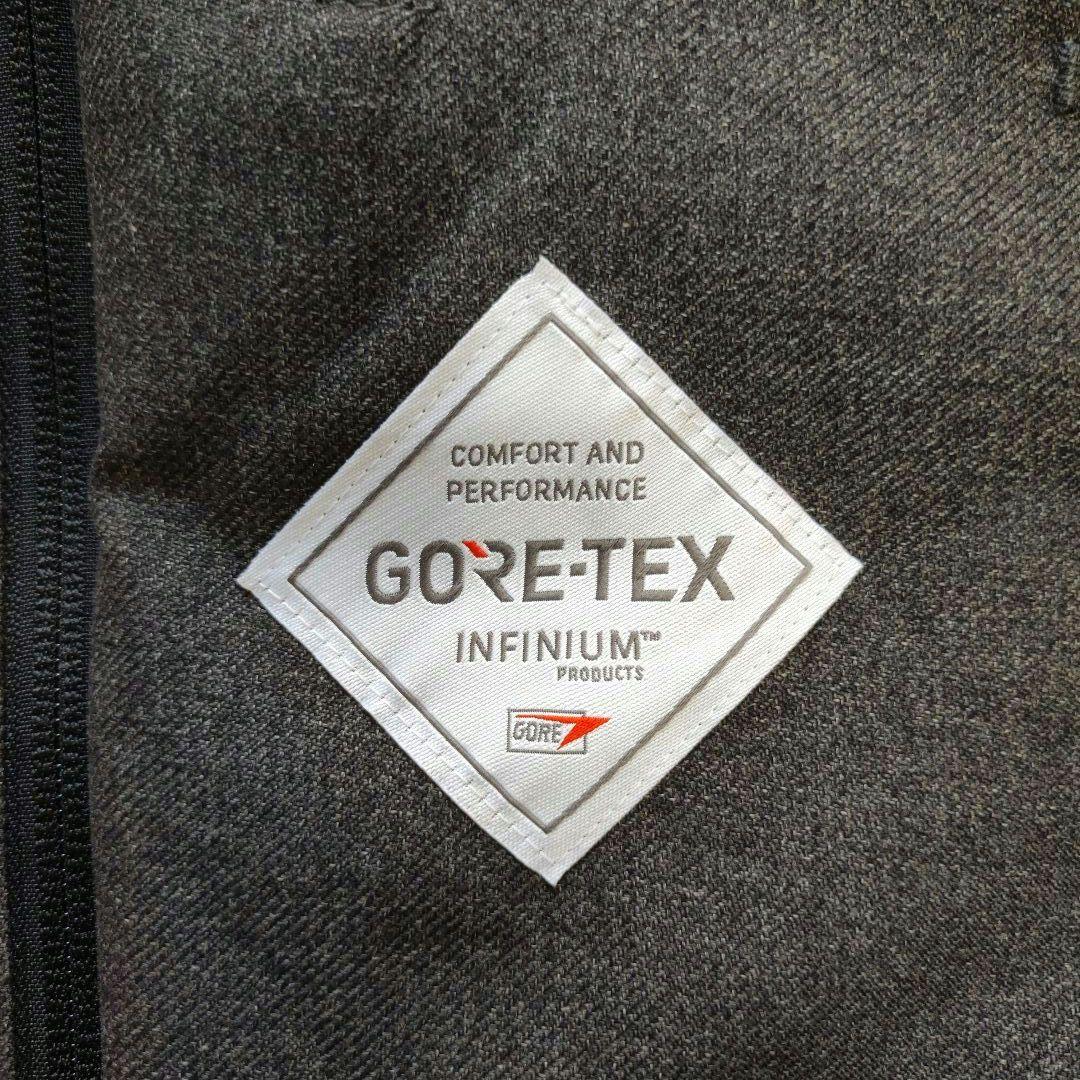 COMFORT AND
PERFORMANCE
GORE-TEX
INFINIUM™
PRODUCTS
GORE